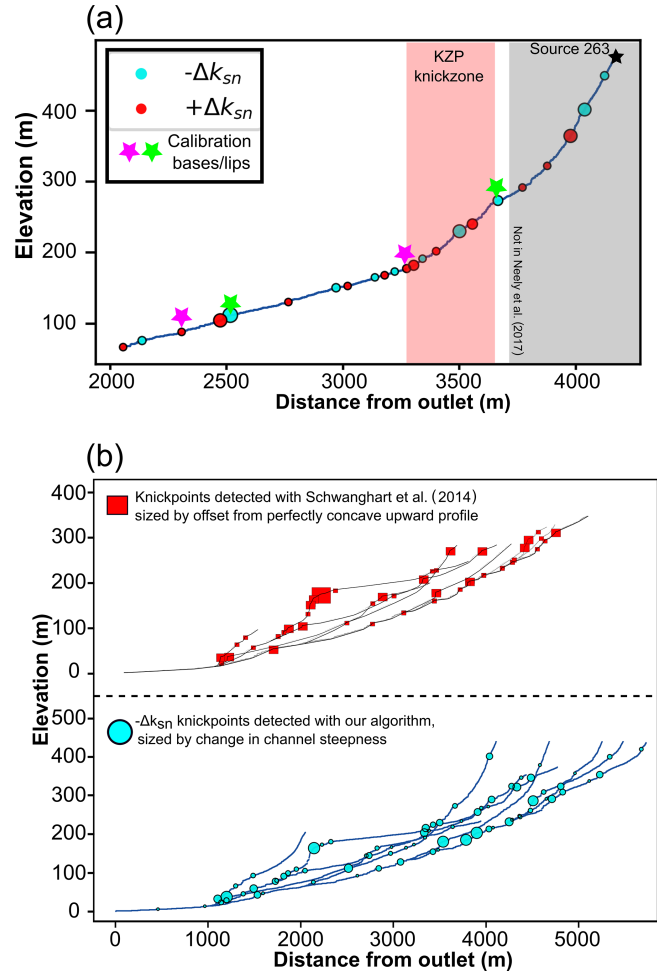 (a)
-Δksn
+Δksn
Calibration
bases/lips
KZP
knickzone
Source 263
Not in Neely et al. (2017)
Elevation (m)
400
300
200
100
2000
2500
3000
3500
4000
Distance from outlet (m)
(b)
Knickpoints detected with Schwanghart et al. (2014)
sized by offset from perfectly concave upward profile
400
300
200
100
0
Elevation (m)
-Δksn knickpoints detected with our algorithm,
sized by change in channel steepness
500
400
300
200
100
0
0
1000
2000
3000
4000
5000
Distance from outlet (m)